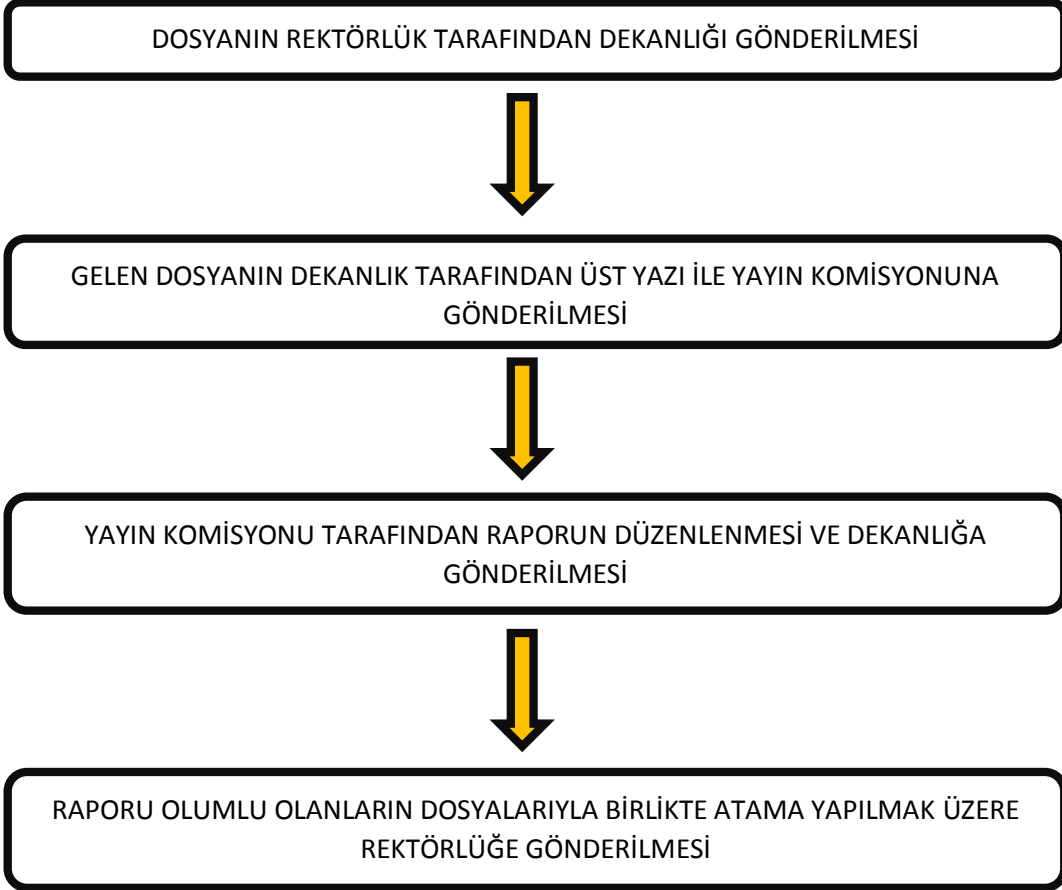 DOSYANIN REKTÖRLÜK TARAFINDAN DEKANLIĞI GÖNDERİLMESİ
GELEN DOSYANIN DEKANLIK TARAFINDAN ÜST YAZI İLE YAYIN KOMİSYONUNA
GÖNDERİLMESİ
YAYIN KOMİSYONU TARAFINDAN RAPORUN DÜZENLENMESİ VE DEKANLIĞA
GÖNDERİLMESİ
RAPORU OLUMLU OLANLARIN DOSYALARIYLA BİRLİKTE ATAMA YAPILMAK ÜZERE
REKTÖRLÜĞE GÖNDERİLMESİ